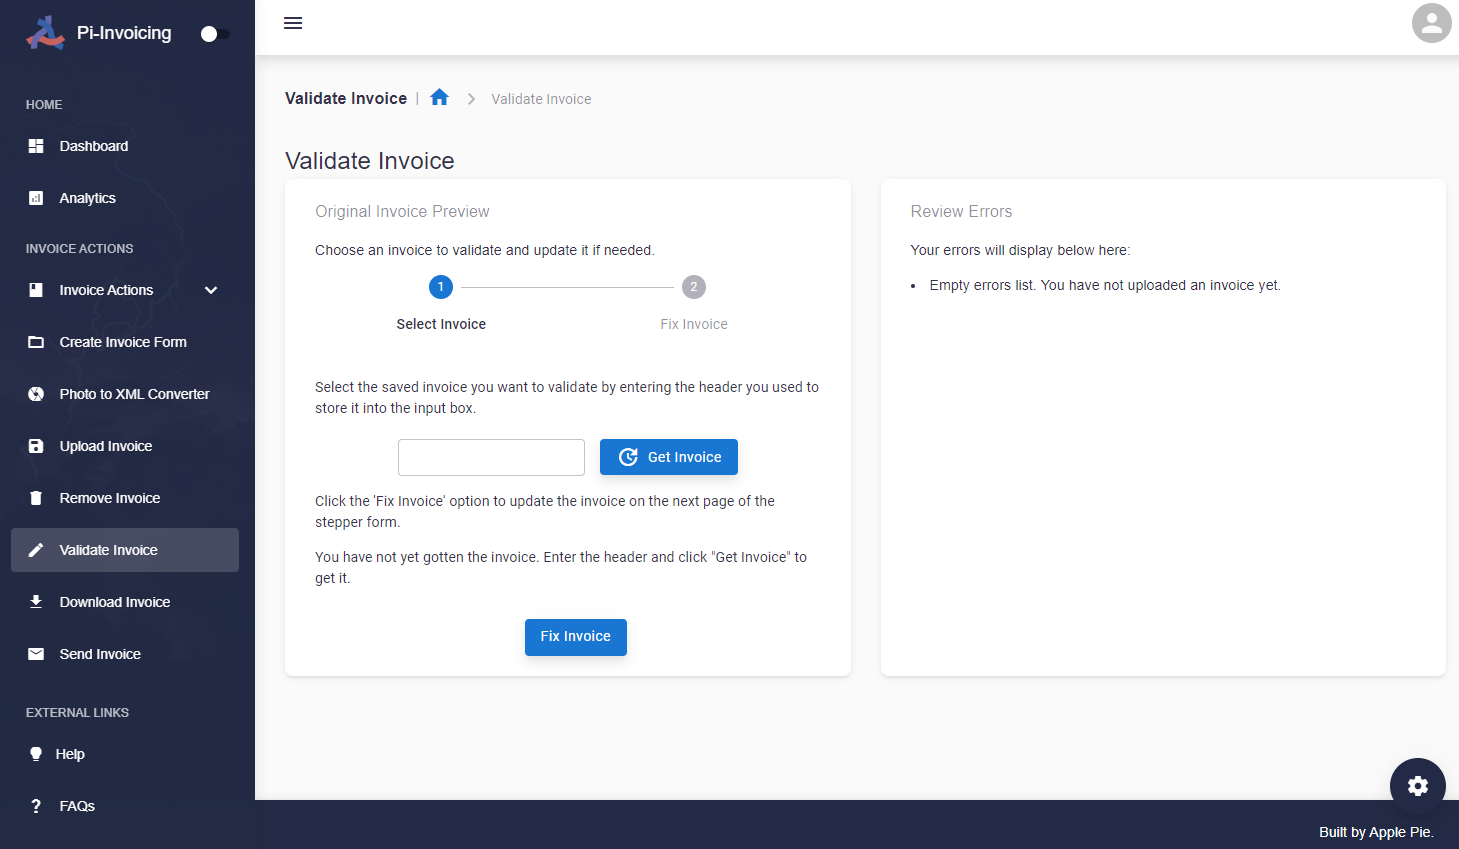 Pi-Invoicing
HOME
Dashboard
Analytics
INVOICE ACTIONS
Invoice Actions
Create Invoice Form
Photo to XML Converter
Upload Invoice
Remove Invoice
Validate Invoice
Download Invoice
Send Invoice
EXTERNAL LINKS
Help
FAQs
Validate Invoice | Validate Invoice
Validate Invoice
Original Invoice Preview
Choose an invoice to validate and update it if needed.
1 2
Select Invoice Fix Invoice
Select the saved invoice you want to validate by entering the header you used to
store it into the input box.
Get Invoice
Click the 'Fix Invoice' option to update the invoice on the next page of the
stepper form.
You have not yet gotten the invoice. Enter the header and click "Get Invoice" to
get it.
Fix Invoice
Review Errors
Your errors will display below here:
• Empty errors list. You have not uploaded an invoice yet.
Built by Apple Pie.